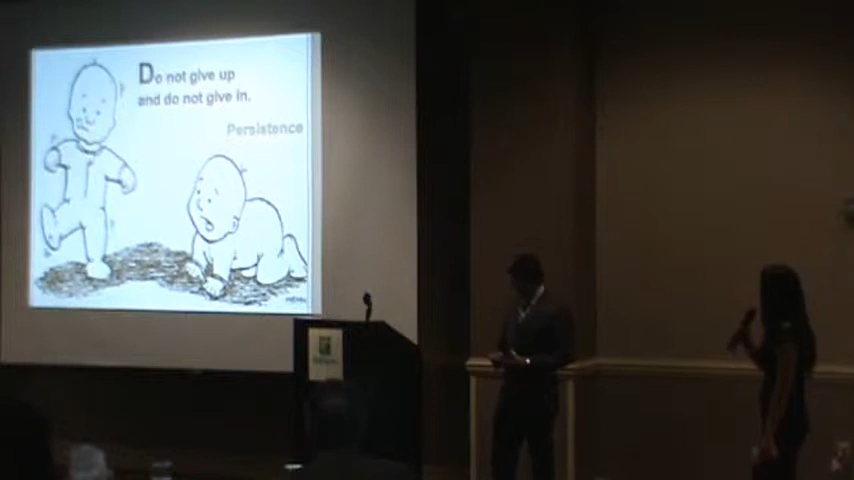 Do not give up
and do not give in.
Persistence